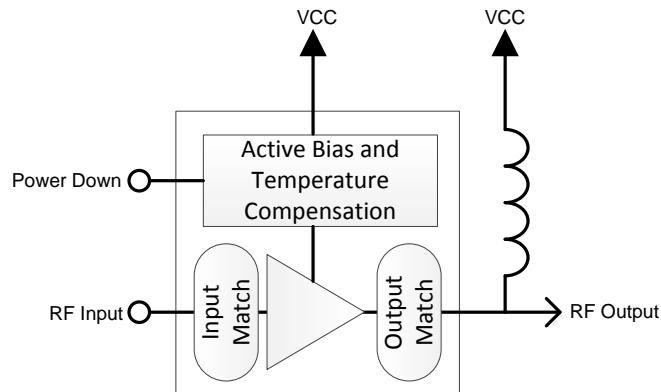 VCC
VCC
Active Bias and
Temperature
Compensation
Power Down
RF Input
Input
Match
Output
Match
RF Output